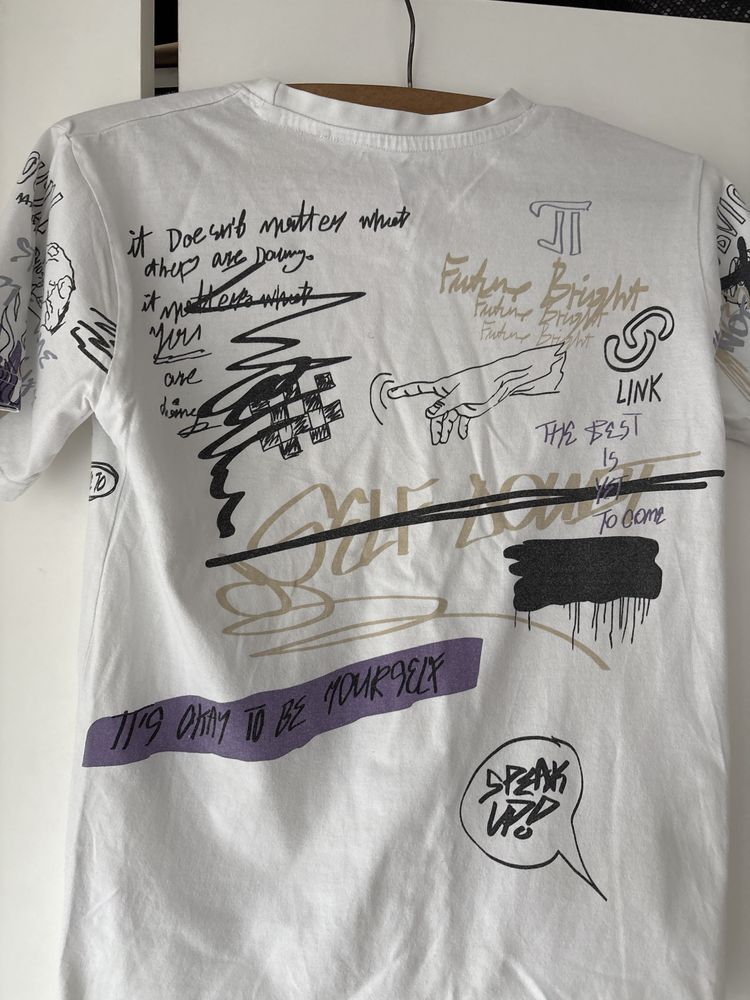 it Doesn't matter what
others are Doing.
it matters what
you
are
doing
Future Bright
Future Bright
Future Bright
LINK
THE BEST
IS
YET
TO COME
SELF DOUBT
IT'S OKAY TO BE YOURSELF
SPEAK
UP!
TO